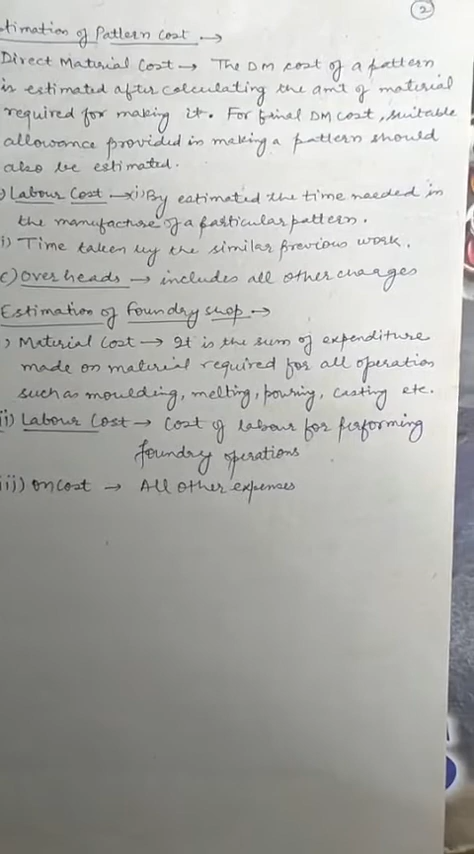 2
timation of Pattern Cost →
Direct Material Cost → The DM cost of a pattern
is estimated after calculating the amt of material
required for making it. For final DM cost, suitable
allowance provided in making a pattern should
also be estimated.
) Labour Cost → i) By estimated the time needed in
the manufacture of a particular pattern.
i) Time taken by the similar previous work.
c) Over heads → includes all other charges
Estimation of Foundry shop →
) Material Cost → It is the sum of expenditure
made on material required for all operation
such as moulding, melting, pouring, casting etc.
ii) Labour Cost → Cost of labour for performing
foundry operations
iii) On Cost → All other expenses